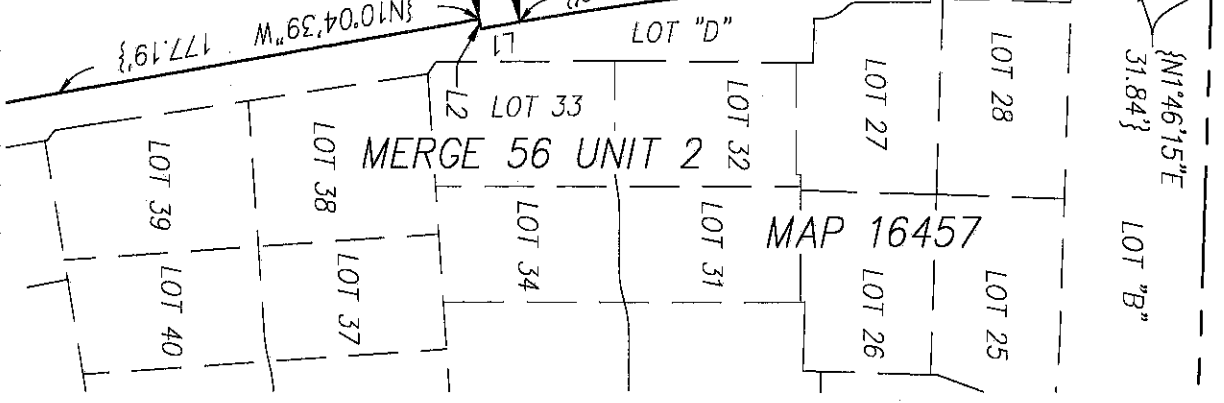 {N10°04'39"W 177.19'}
L1
L2
LOT "D"
LOT 33
LOT 32
LOT 27
LOT 28
{N1°46'15"E
31.84'}
LOT "B"
MERGE 56 UNIT 2
MAP 16457
LOT 39
LOT 38
LOT 34
LOT 31
LOT 40
LOT 37
LOT 26
LOT 25